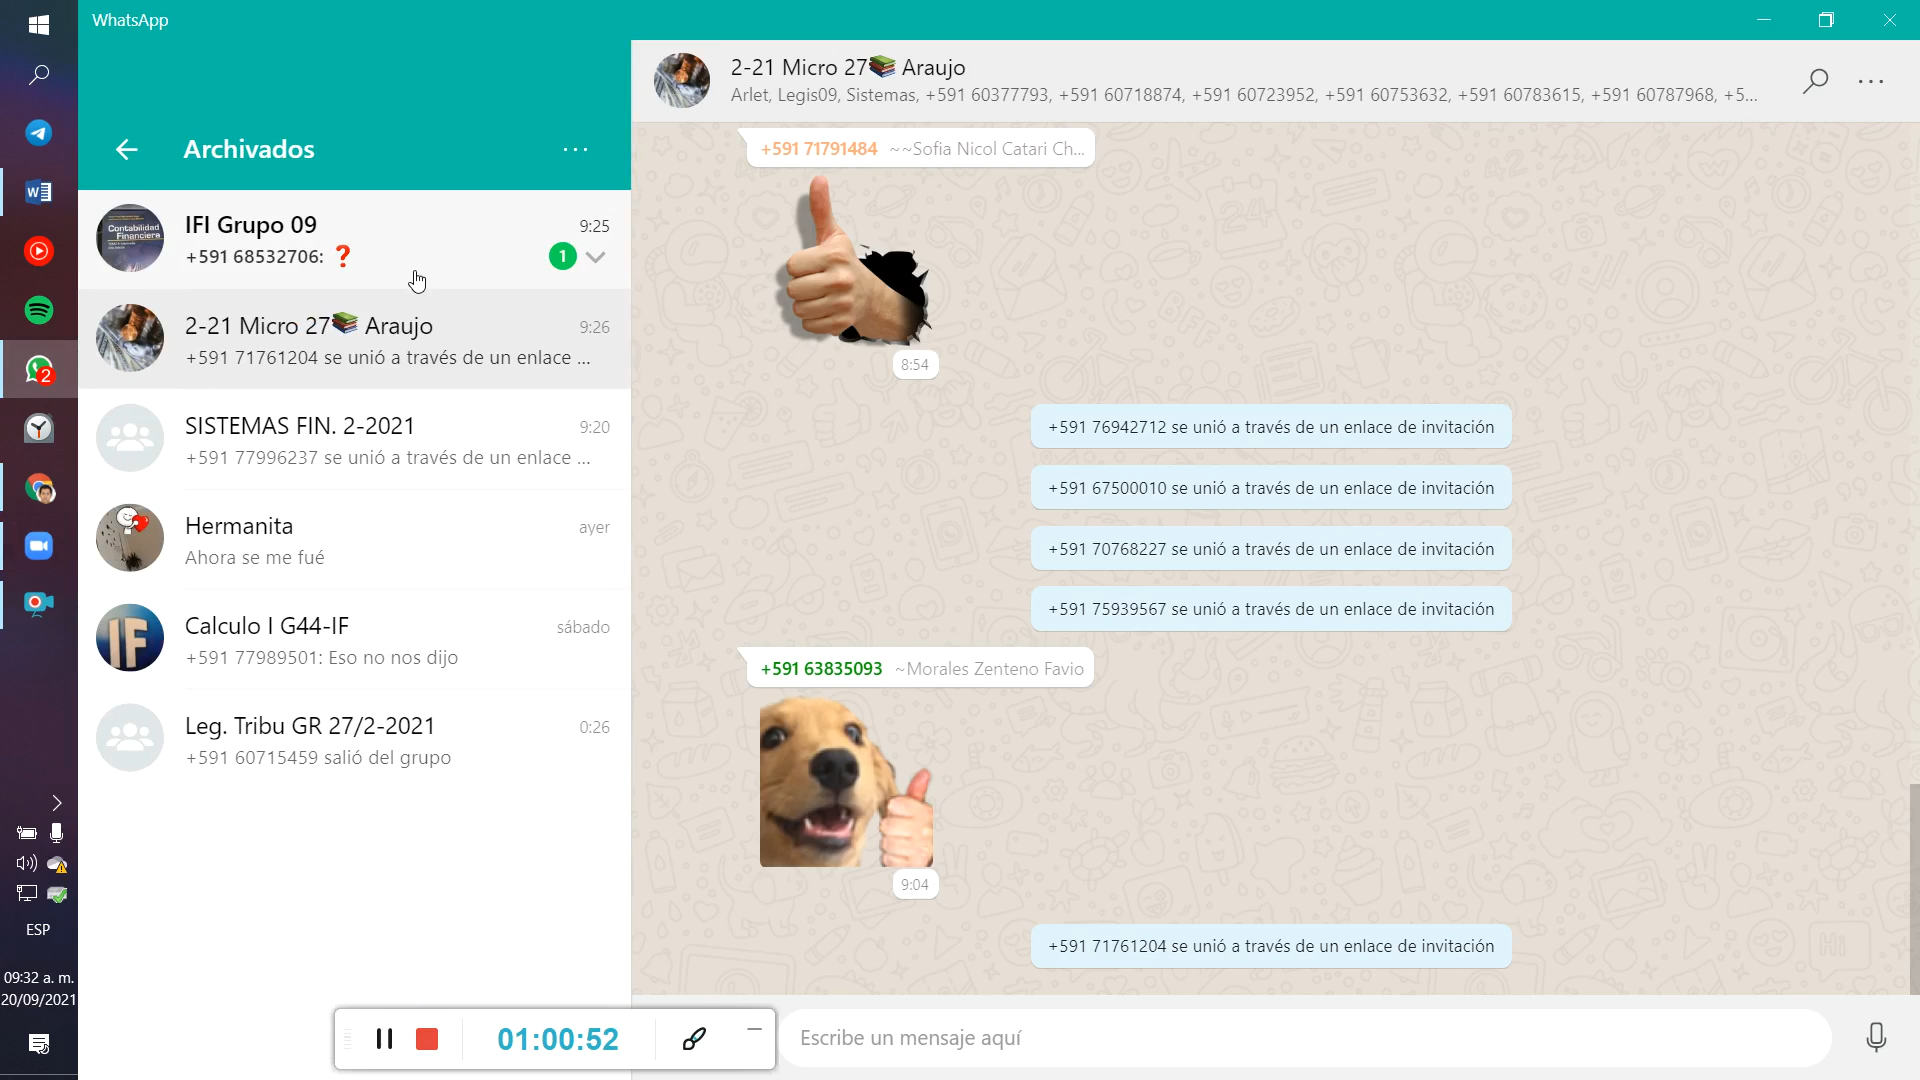 WhatsApp
Archivados
IFI Grupo 09
9:25
+591 68532706: ❓
1
2-21 Micro 27📚 Araujo
9:26
+591 71761204 se unió a través de un enlace ...
SISTEMAS FIN. 2-2021
9:20
+591 77996237 se unió a través de un enlace ...
Hermanita
ayer
Ahora se me fué
Calculo I G44-IF
sábado
+591 77989501: Eso no nos dijo
Leg. Tribu GR 27/2-2021
0:26
+591 60715459 salió del grupo
Contabilidad
Financiera
IF
2
ESP
09:32 a. m.
20/09/2021
2-21 Micro 27📚 Araujo
Arlet, Legis09, Sistemas, +591 60377793, +591 60718874, +591 60723952, +591 60753632, +591 60783615, +591 60787968, +5...
+591 71791484 ~~Sofia Nicol Catari Ch...
8:54
+591 76942712 se unió a través de un enlace de invitación
+591 67500010 se unió a través de un enlace de invitación
+591 70768227 se unió a través de un enlace de invitación
+591 75939567 se unió a través de un enlace de invitación
+591 63835093 ~Morales Zenteno Favio
9:04
+591 71761204 se unió a través de un enlace de invitación
01:00:52
Escribe un mensaje aquí